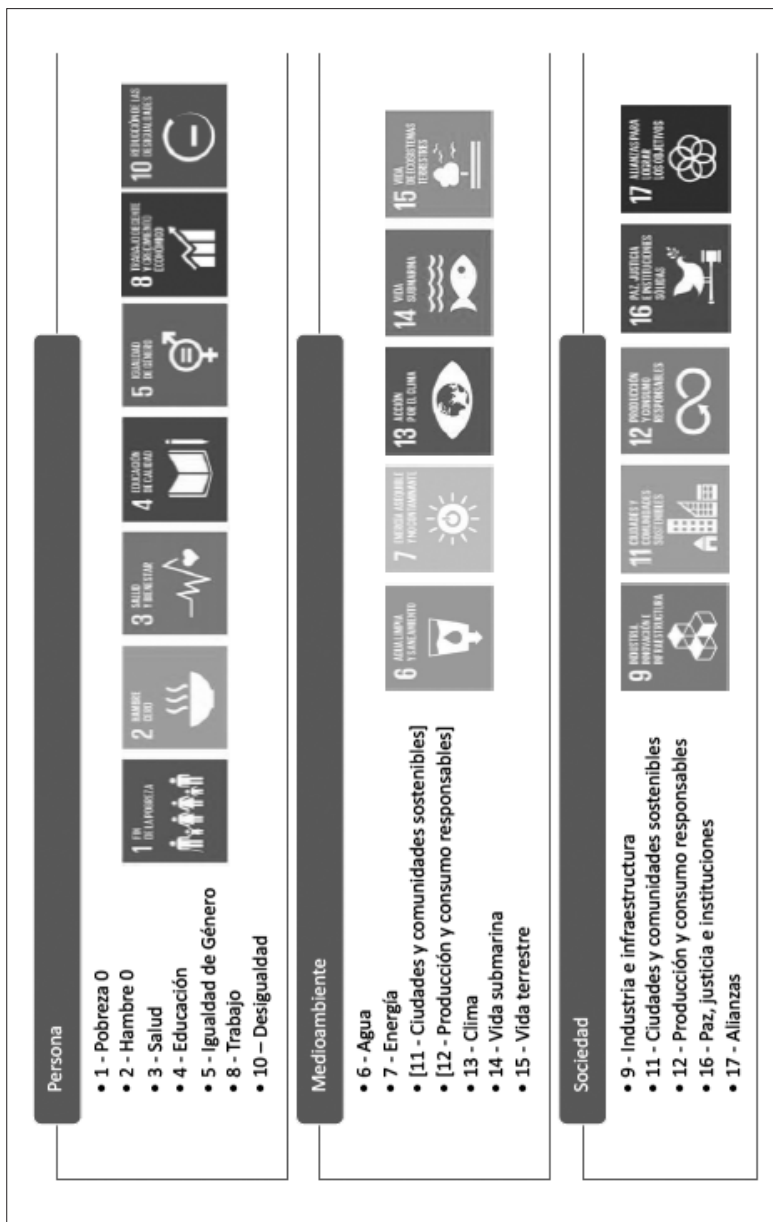 Persona
• 1 - Pobreza 0
• 2 - Hambre 0
• 3 - Salud
• 4 - Educación
• 5 - Igualdad de Género
• 8 - Trabajo
• 10 – Desigualdad
1 FIN
DE LA POBREZA
2 HAMBRE
CERO
3 SALUD
Y BIENESTAR
4 EDUCACIÓN
DE CALIDAD
5 IGUALDAD
DE GÉNERO
8 TRABAJO DECENTE
Y CRECIMIENTO
ECONÓMICO
10 REDUCCIÓN DE LAS
DESIGUALDADES
Medioambiente
• 6 - Agua
• 7 - Energía
• [11 - Ciudades y comunidades sostenibles]
• [12 - Producción y consumo responsables]
• 13 - Clima
• 14 - Vida submarina
• 15 - Vida terrestre
6 AGUA LIMPIA
Y SANEAMIENTO
7 ENERGÍA ASEQUIBLE
Y NO CONTAMINANTE
13 ACCIÓN
POR EL CLIMA
14 VIDA
SUBMARINA
15 VIDA
DE ECOSISTEMAS
TERRESTRES
Sociedad
• 9 - Industria e infraestructura
• 11 - Ciudades y comunidades sostenibles
• 12 - Producción y consumo responsables
• 16 - Paz, justicia e instituciones
• 17 - Alianzas
9 INDUSTRIA,
INNOVACIÓN E
INFRAESTRUCTURA
11 CIUDADES Y
COMUNIDADES
SOSTENIBLES
12 PRODUCCIÓN
Y CONSUMO
RESPONSABLES
16 PAZ, JUSTICIA
E INSTITUCIONES
SÓLIDAS
17 ALIANZAS PARA
LOGRAR
LOS OBJETIVOS